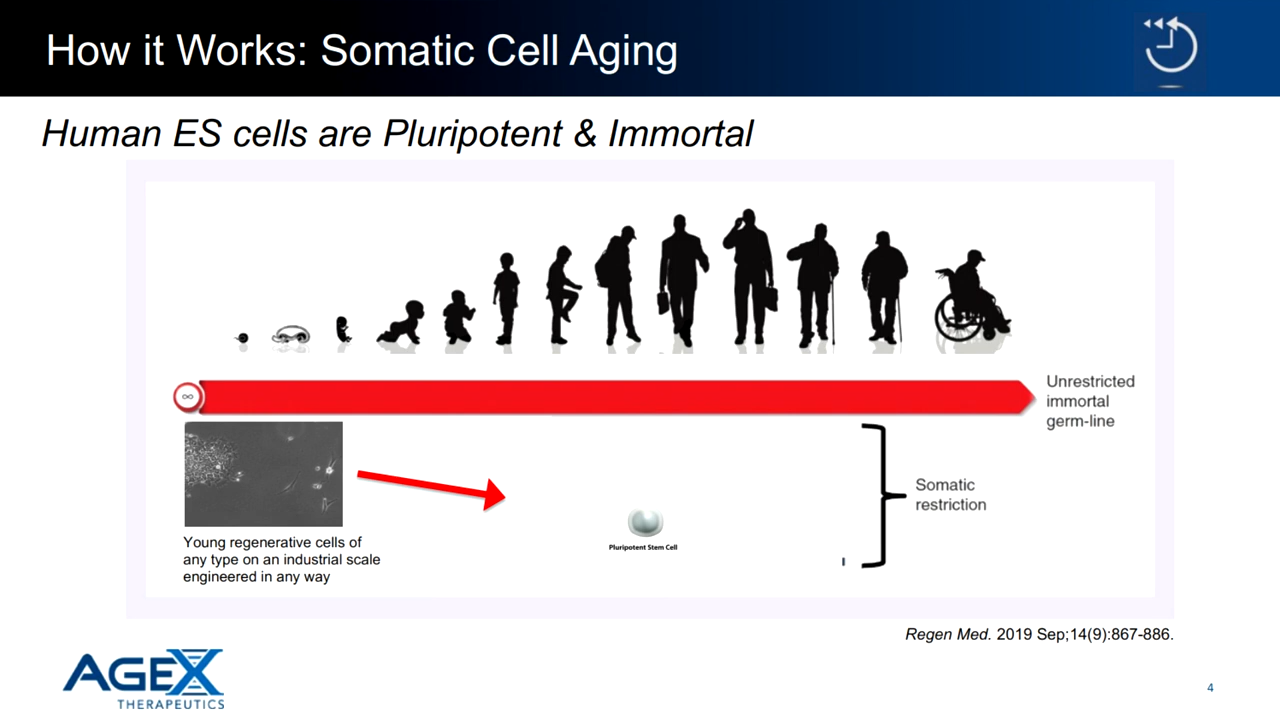 How it Works: Somatic Cell Aging
Human ES cells are Pluripotent & Immortal
∞
Unrestricted
immortal
germ-line
Somatic
restriction
Pluripotent Stem Cell
Young regenerative cells of
any type on an industrial scale
engineered in any way
Regen Med. 2019 Sep;14(9):867-886.
AGEX
THERAPEUTICS
4